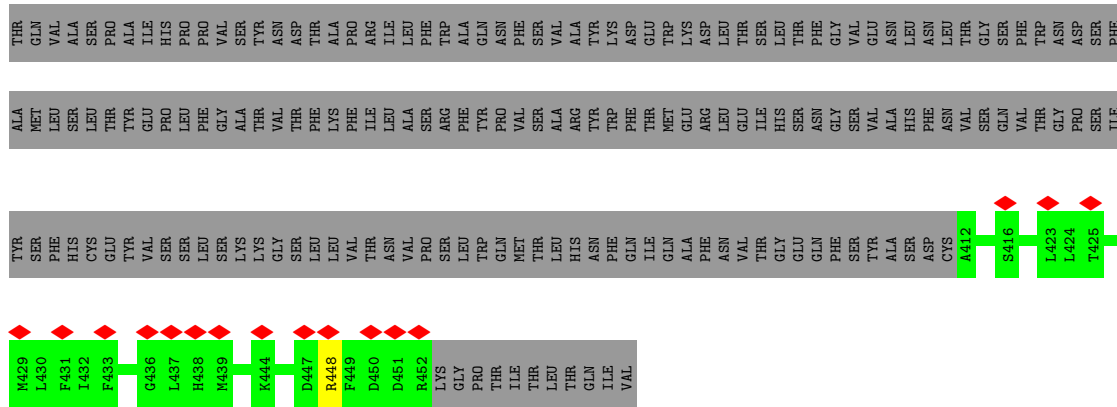 THR GLN VAL ALA SER PRO ALA ILE HIS PRO PRO VAL SER TYR ASN ASP THR ALA PRO ARG ILE LEU PHE TRP ALA GLN ASN PHE SER VAL ALA TYR LYS ASP GLU TRP LYS ASP LEU THR SER LEU THR PHE GLY VAL GLU ASN LEU ASN LEU THR GLY SER PHE TRP ASN ASP SER PHE
ALA MET LEU SER LEU THR TYR GLU PRO LEU PHE GLY ALA THR VAL THR PHE LYS PHE ILE LEU ALA SER ARG PHE TYR PRO VAL SER ALA ARG TYR TRP PHE THR MET GLU ARG LEU GLU ILE HIS SER ASN GLY SER VAL ALA HIS PHE ASN VAL SER GLN VAL THR GLY PRO SER ILE
TYR SER PHE HIS CYS GLU TYR VAL SER SER LEU SER LYS LYS GLY SER LEU LEU VAL THR ASN VAL PRO SER LEU TRP GLN MET THR LEU HIS ASN PHE GLN ILE GLN ALA PHE ASN VAL THR GLY GLU GLN PHE SER TYR ALA SER ASP CYS A412 S416 L423 L424 T425
M429 L430 F431 I432 F433 G436 L437 H438 M439 K444 D447 R448 F449 D450 D451 R452 LYS GLY PRO THR ILE THR LEU THR GLN ILE VAL